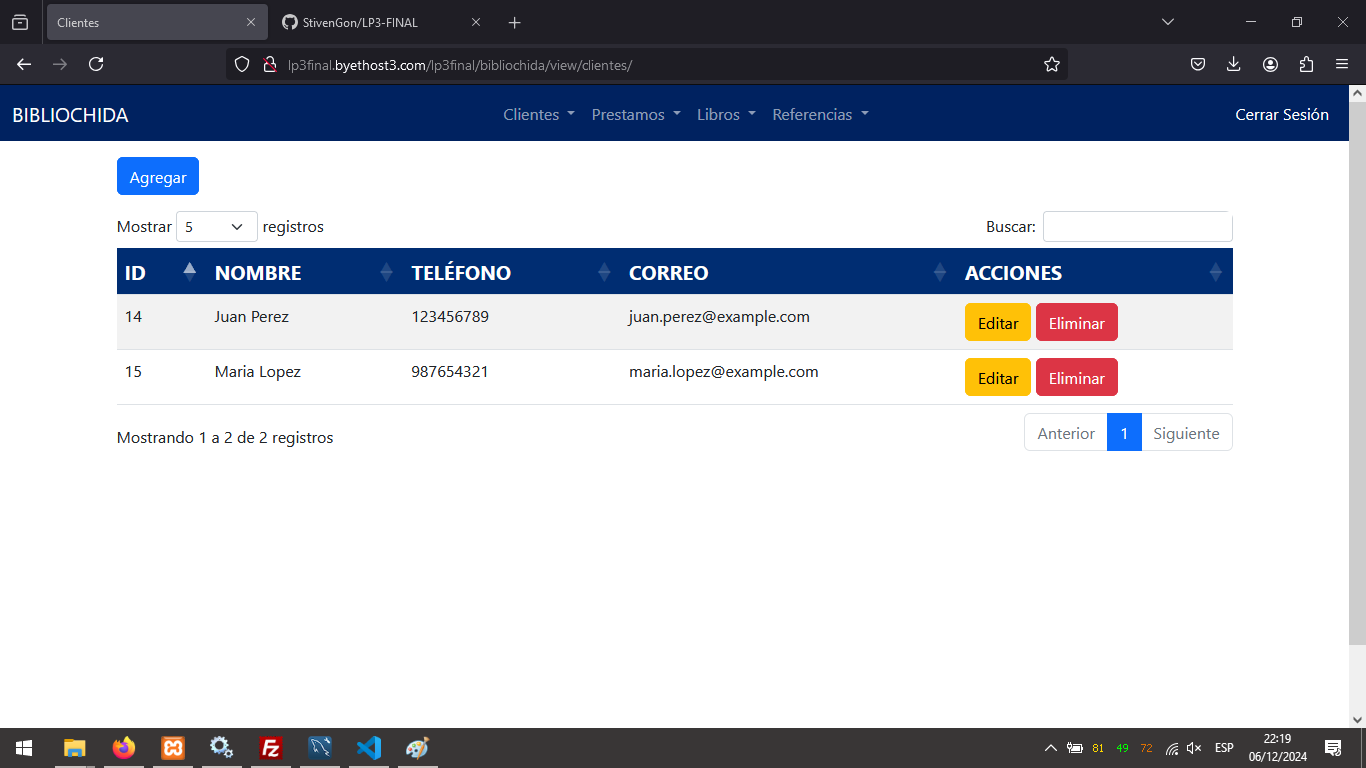 Clientes
StivenGon/LP3-FINAL
lp3final.byethost3.com/lp3final/bibliochida/view/clientes/
BIBLIOCHIDA Clientes Prestamos Libros Referencias Cerrar Sesión
Agregar
Mostrar 5 registros Buscar:
ID NOMBRE TELÉFONO CORREO ACCIONES
14 Juan Perez 123456789 juan.perez@example.com Editar Eliminar
15 Maria Lopez 987654321 maria.lopez@example.com Editar Eliminar
Mostrando 1 a 2 de 2 registros Anterior 1 Siguiente
81 49 72 ESP 22:19
06/12/2024